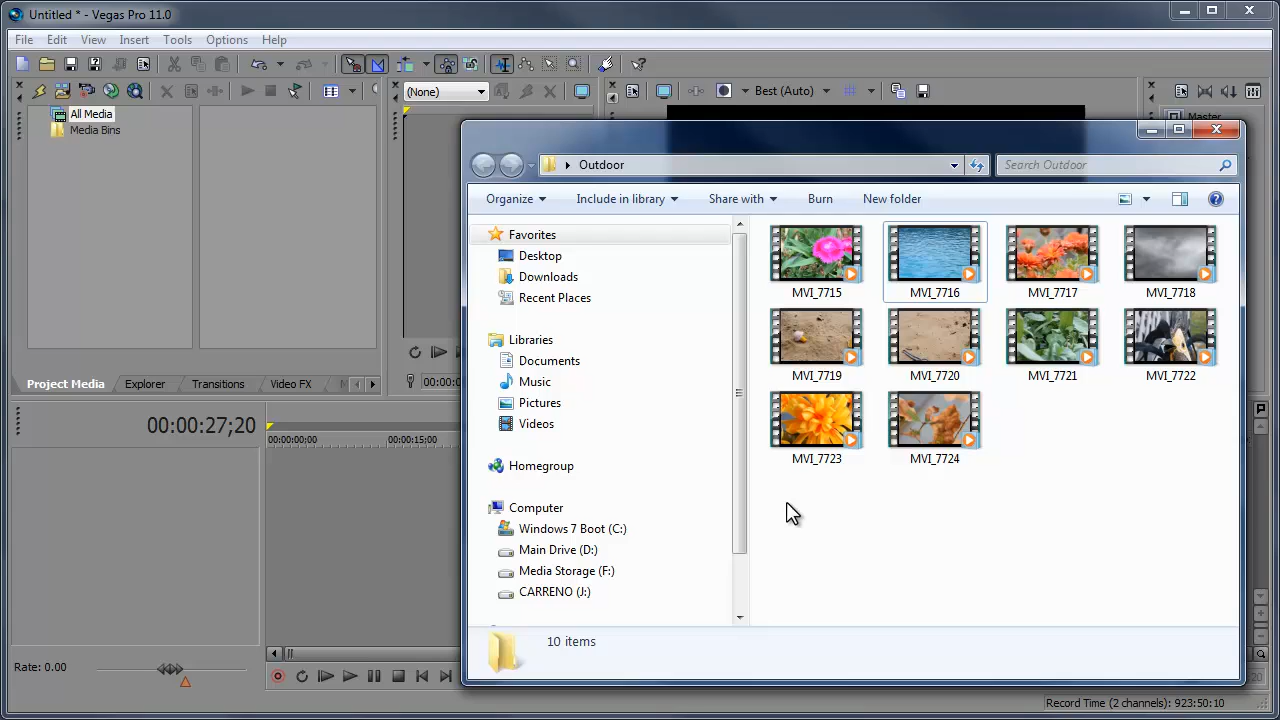 Untitled * - Vegas Pro 11.0
File Edit View Insert Tools Options Help
(None)
Best (Auto)
All Media
Media Bins
Master
Outdoor
Search Outdoor
Organize Include in library Share with Burn New folder
Favorites
Desktop
Downloads
Recent Places
Libraries
Documents
Music
Pictures
Videos
Homegroup
Computer
Windows 7 Boot (C:)
Main Drive (D:)
Media Storage (F:)
CARRENO (J:)
MVI_7715 MVI_7716 MVI_7717 MVI_7718
MVI_7719 MVI_7720 MVI_7721 MVI_7722
MVI_7723 MVI_7724
10 items
Project Media Explorer Transitions Video FX
00:00:27;20
00:00:00;00 00:00:15;00
Rate: 0.00
Record Time (2 channels): 923:50:10